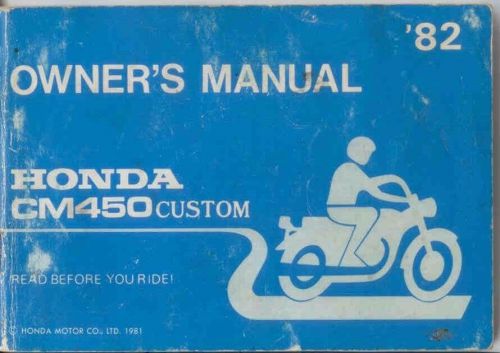 '82
OWNER'S MANUAL
HONDA
CM450 CUSTOM
READ BEFORE YOU RIDE!
© HONDA MOTOR CO., LTD. 1981